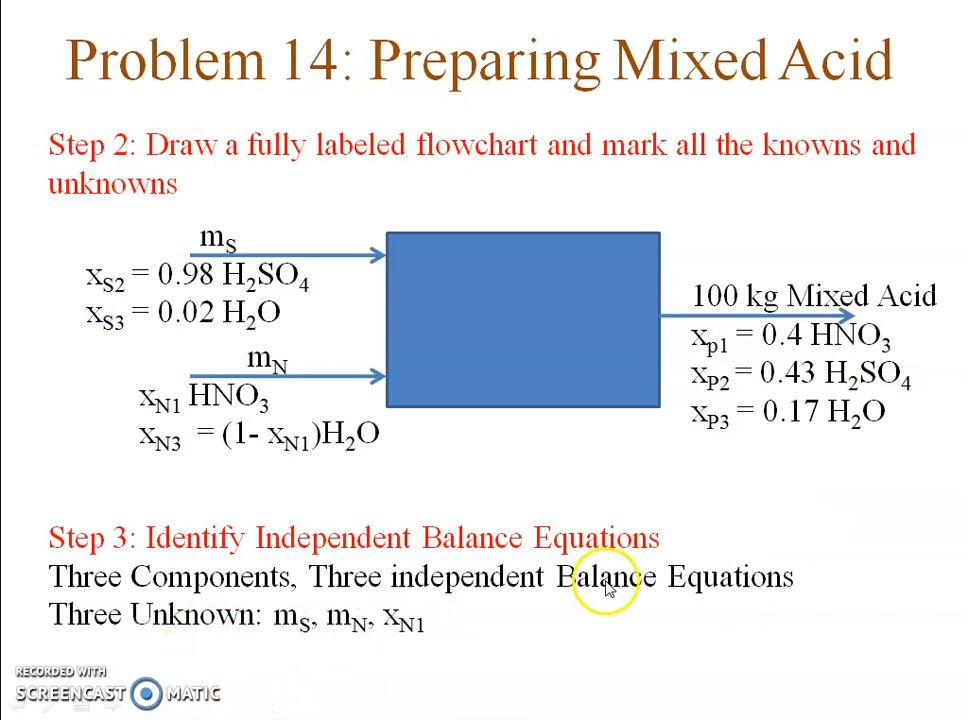 Problem 14: Preparing Mixed Acid
Step 2: Draw a fully labeled flowchart and mark all the knowns and
unknowns
m_S
x_S2 = 0.98 H₂SO₄
x_S3 = 0.02 H₂O
m_N
x_N1 HNO₃
x_N3 = (1- x_N1)H₂O
100 kg Mixed Acid
x_p1 = 0.4 HNO₃
x_P2 = 0.43 H₂SO₄
x_P3 = 0.17 H₂O
Step 3: Identify Independent Balance Equations
Three Components, Three independent Balance Equations
Three Unknown: m_S, m_N, x_N1
RECORDED WITH
SCREENCAST MATIC